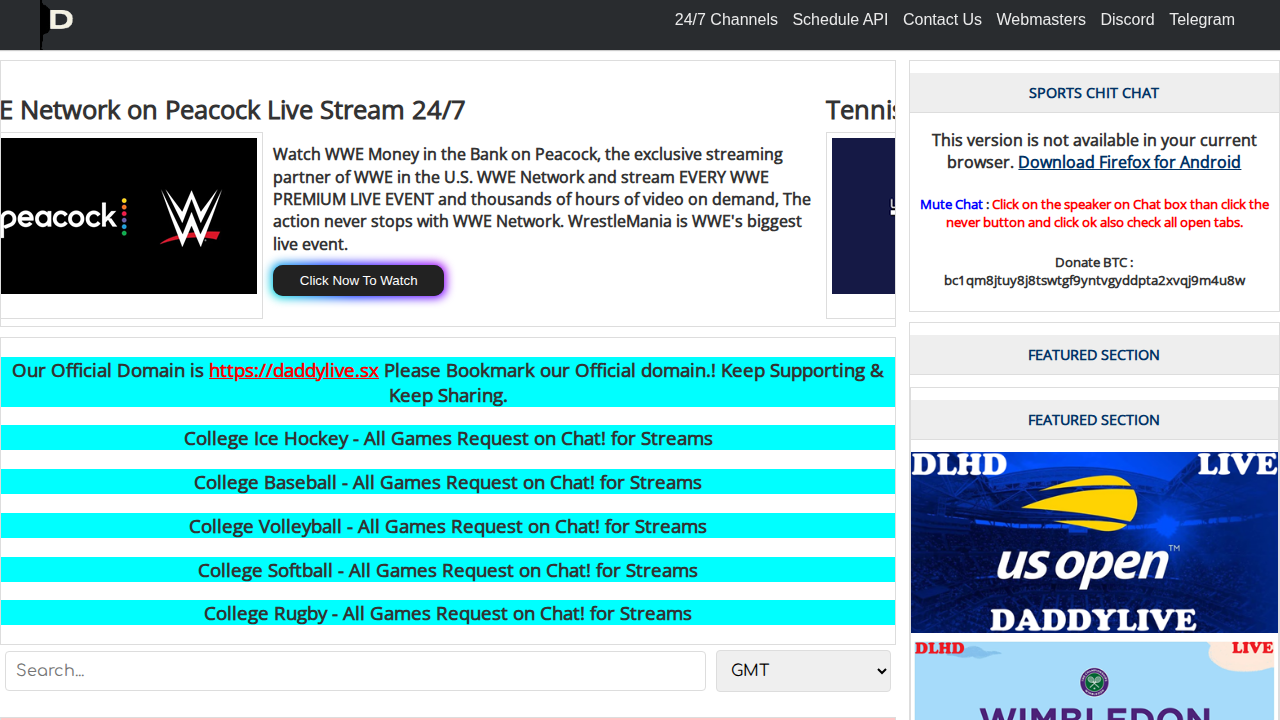 D
24/7 Channels Schedule API Contact Us Webmasters Discord Telegram
E Network on Peacock Live Stream 24/7
peacock
W
Watch WWE Money in the Bank on Peacock, the exclusive streaming
partner of WWE in the U.S. WWE Network and stream EVERY WWE
PREMIUM LIVE EVENT and thousands of hours of video on demand, The
action never stops with WWE Network. WrestleMania is WWE's biggest
live event.
Click Now To Watch
Tennis
Our Official Domain is https://daddylive.sx Please Bookmark our Official domain.! Keep Supporting &
Keep Sharing.
College Ice Hockey - All Games Request on Chat! for Streams
College Baseball - All Games Request on Chat! for Streams
College Volleyball - All Games Request on Chat! for Streams
College Softball - All Games Request on Chat! for Streams
College Rugby - All Games Request on Chat! for Streams
Search...
GMT
SPORTS CHIT CHAT
This version is not available in your current
browser. Download Firefox for Android
Mute Chat : Click on the speaker on Chat box than click the
never button and click ok also check all open tabs.
Donate BTC :
bc1qm8jtuy8j8tswtgf9yntvgyddpta2xvqj9m4u8w
FEATURED SECTION
FEATURED SECTION
DLHD LIVE
us open™
DADDYLIVE
DLHD LIVE
WIMBLEDON